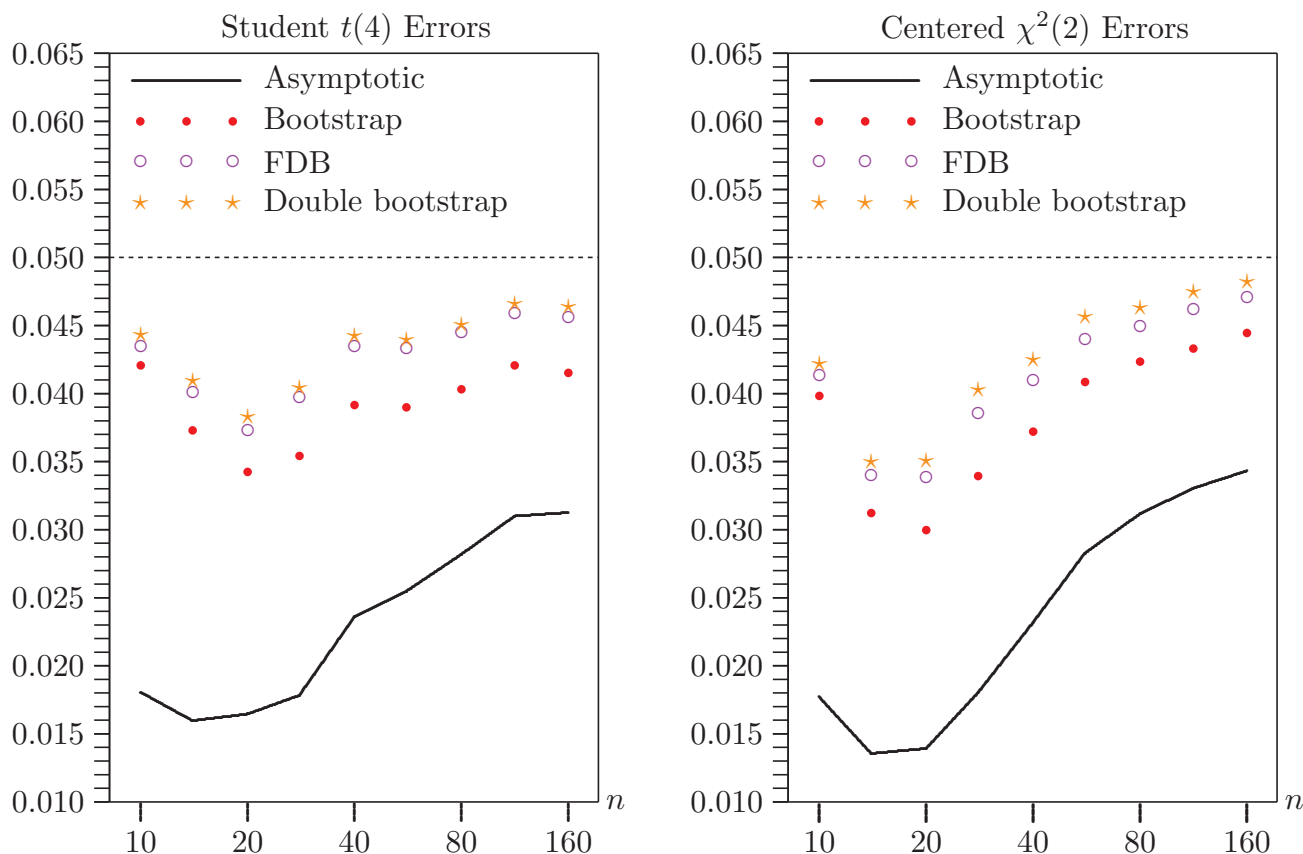 Student t(4) Errors
0.065
0.060
0.055
0.050
0.045
0.040
0.035
0.030
0.025
0.020
0.015
0.010
Asymptotic
Bootstrap
FDB
Double bootstrap
10 20 40 80 160
n
Centered χ²(2) Errors
0.065
0.060
0.055
0.050
0.045
0.040
0.035
0.030
0.025
0.020
0.015
0.010
Asymptotic
Bootstrap
FDB
Double bootstrap
10 20 40 80 160
n